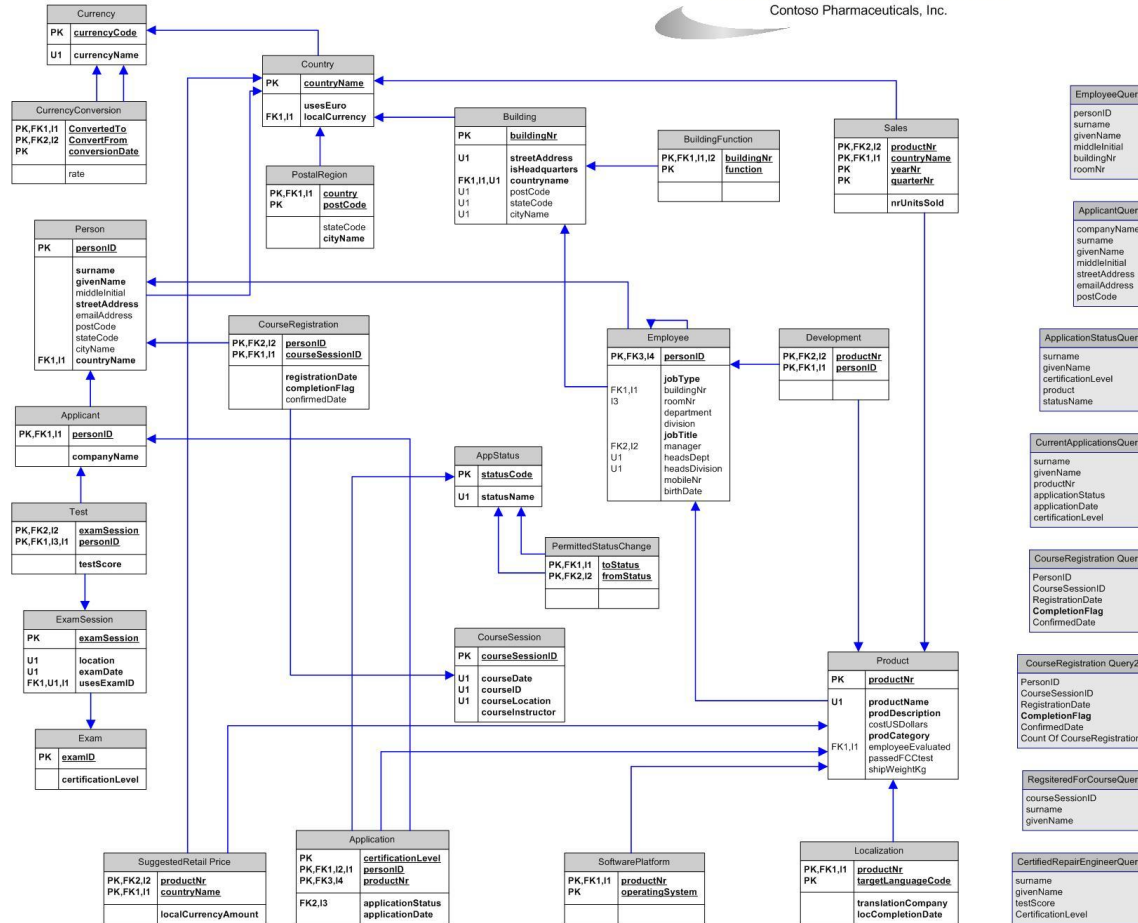 Contoso Pharmaceuticals, Inc.
Currency
PK currencyCode
U1 currencyName
CurrencyConversion
PK,FK1,I1 ConvertedTo
PK,FK2,I2 ConvertFrom
PK conversionDate
rate
Country
PK countryName
usesEuro
FK1,I1 localCurrency
PostalRegion
PK,FK1,I1 country
PK postCode
stateCode
cityName
Building
PK buildingNr
U1 streetAddress
isHeadquarters
FK1,I1,U1 countryname
U1 postCode
U1 stateCode
U1 cityName
BuildingFunction
PK,FK1,I1,I2 buildingNr
PK function
Sales
PK,FK2,I2 productNr
PK,FK1,I1 countryName
PK yearNr
PK quarterNr
nrUnitsSold
Person
PK personID
surname
givenName
middleInitial
streetAddress
emailAddress
postCode
stateCode
cityName
FK1,I1 countryName
CourseRegistration
PK,FK2,I2 personID
PK,FK1,I1 courseSessionID
registrationDate
completionFlag
confirmedDate
Employee
PK,FK3,I4 personID
jobType
FK1,I1 buildingNr
I3 roomNr
department
division
jobTitle
FK2,I2 manager
U1 headsDept
U1 headsDivision
mobileNr
birthDate
Development
PK,FK2,I2 productNr
PK,FK1,I1 personID
Applicant
PK,FK1,I1 personID
companyName
AppStatus
PK statusCode
U1 statusName
Test
PK,FK2,I2 examSession
PK,FK1,I3,I1 personID
testScore
PermittedStatusChange
PK,FK1,I1 toStatus
PK,FK2,I2 fromStatus
ExamSession
PK examSession
U1 location
U1 examDate
FK1,U1,I1 usesExamID
CourseSession
PK courseSessionID
U1 courseDate
U1 courseID
U1 courseLocation
courseInstructor
Product
PK productNr
U1 productName
prodDescription
costUSDollars
prodCategory
FK1,I1 employeeEvaluated
passedFCCtest
shipWeightKg
Exam
PK examID
certificationLevel
SuggestedRetail Price
PK,FK2,I2 productNr
PK,FK1,I1 countryName
localCurrencyAmount
Application
PK certificationLevel
PK,FK1,I2,I1 personID
PK,FK3,I4 productNr
FK2,I3 applicationStatus
applicationDate
SoftwarePlatform
PK,FK1,I1 productNr
PK operatingSystem
Localization
PK,FK1,I1 productNr
PK targetLanguageCode
translationCompany
locCompletionDate
EmployeeQuer
personID
surname
givenName
middleInitial
buildingNr
roomNr
ApplicantQuer
companyName
surname
givenName
middleInitial
streetAddress
emailAddress
postCode
ApplicationStatusQuer
surname
givenName
certificationLevel
product
statusName
CurrentApplicationsQuer
surname
givenName
productNr
applicationStatus
applicationDate
certificationLevel
CourseRegistration Quer
PersonID
CourseSessionID
RegistrationDate
CompletionFlag
ConfirmedDate
CourseRegistration Query2
PersonID
CourseSessionID
RegistrationDate
CompletionFlag
ConfirmedDate
Count Of CourseRegistration
RegsiteredForCourseQuer
courseSessionID
surname
givenName
CertifiedRepairEngineerQuer
surname
givenName
testScore
CertificationLevel